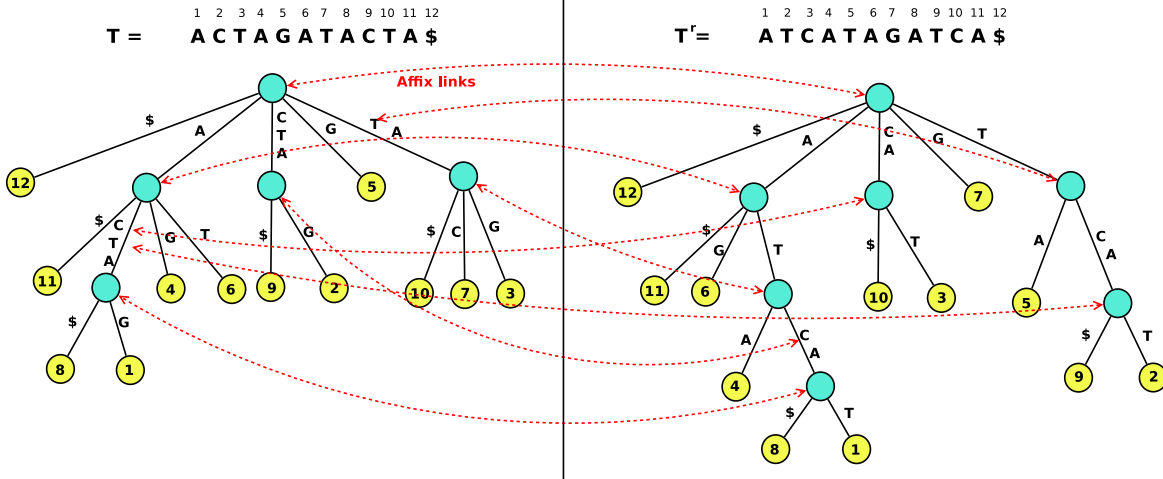 1 2 3 4 5 6 7 8 9 10 11 12
T = A C T A G A T A C T A $
Affix links
$ A C T A G T A
12 5
$ C T A G T $ G $ C G
11 4 6 9 2 10 7 3
$ G
8 1
1 2 3 4 5 6 7 8 9 10 11 12
Tʳ= A T C A T A G A T C A $
$ A C A G T
12 7
$ G T $ T A C A
11 6 10 3 5
A C A $ T
4 9 2
$ T
8 1